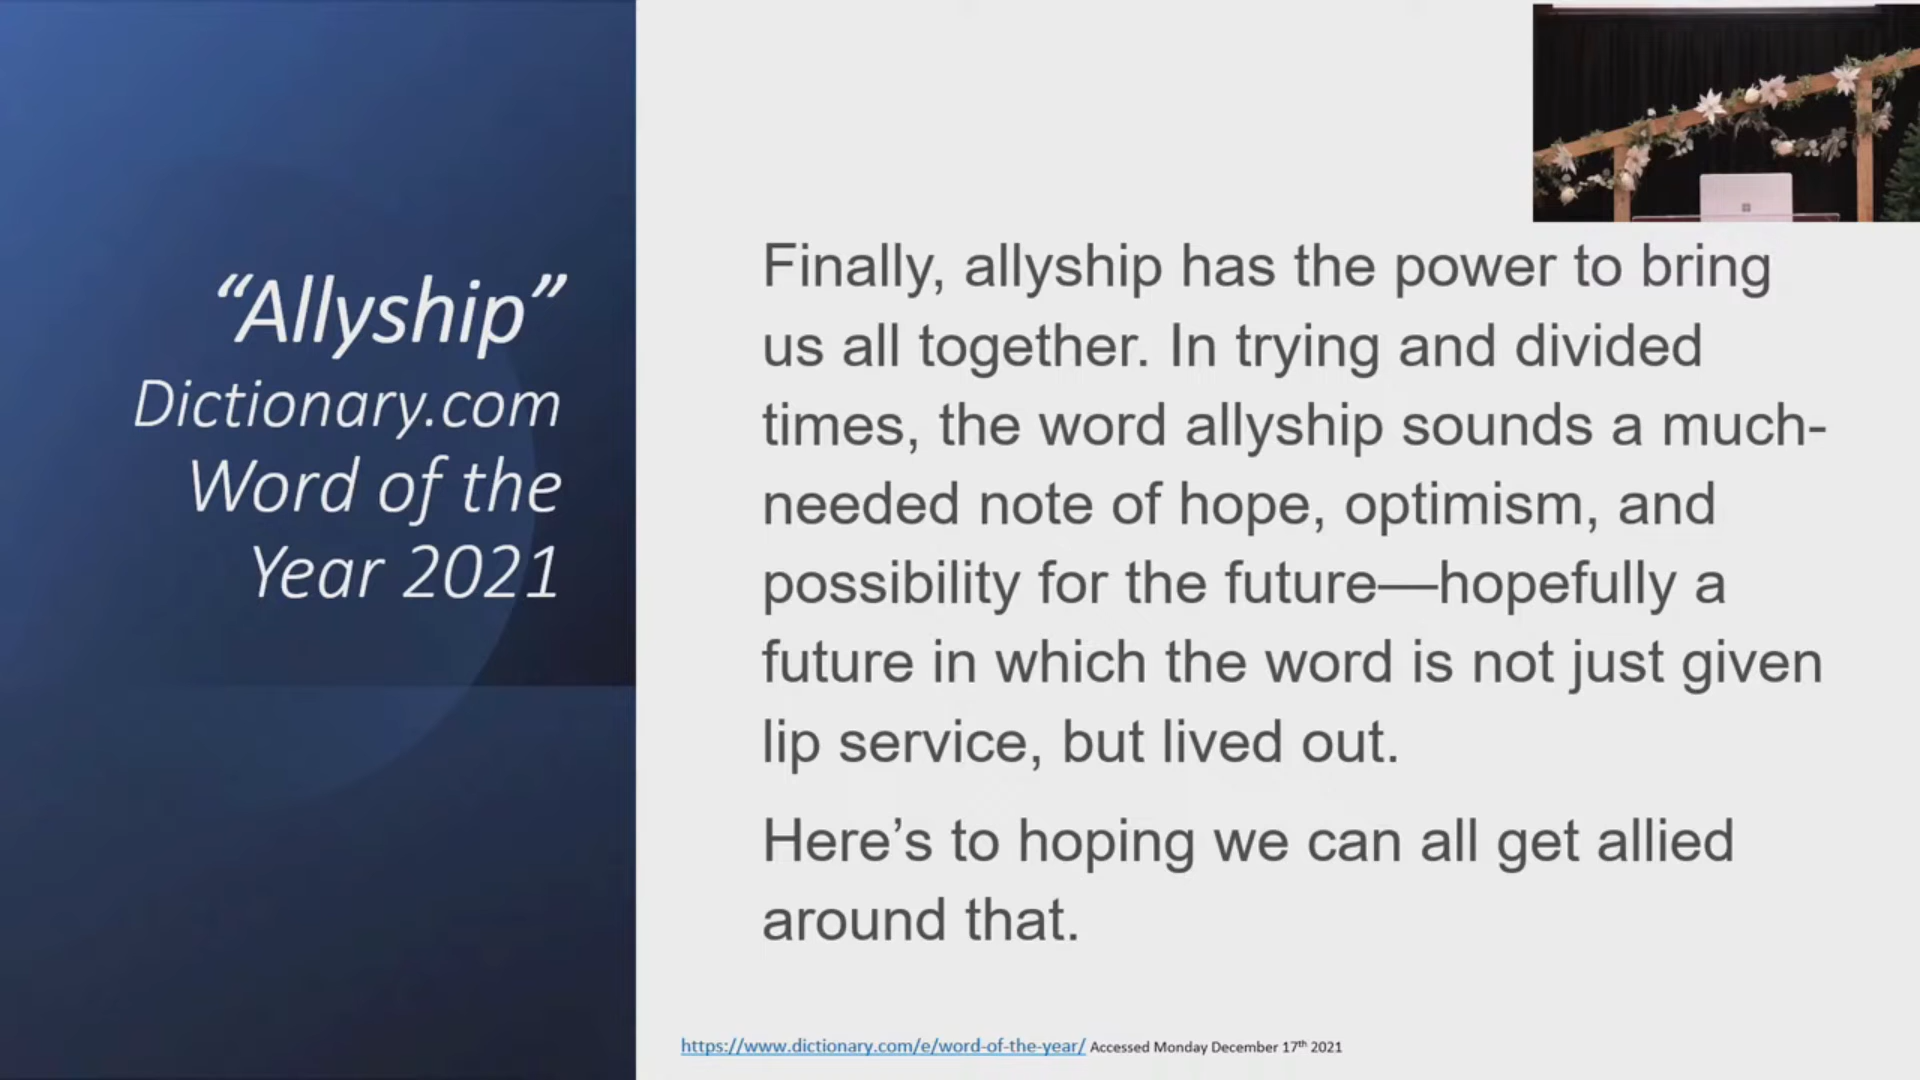 “Allyship”
Dictionary.com
Word of the
Year 2021
Finally, allyship has the power to bring
us all together. In trying and divided
times, the word allyship sounds a much-
needed note of hope, optimism, and
possibility for the future—hopefully a
future in which the word is not just given
lip service, but lived out.
Here’s to hoping we can all get allied
around that.
https://www.dictionary.com/e/word-of-the-year/ Accessed Monday December 17th 2021